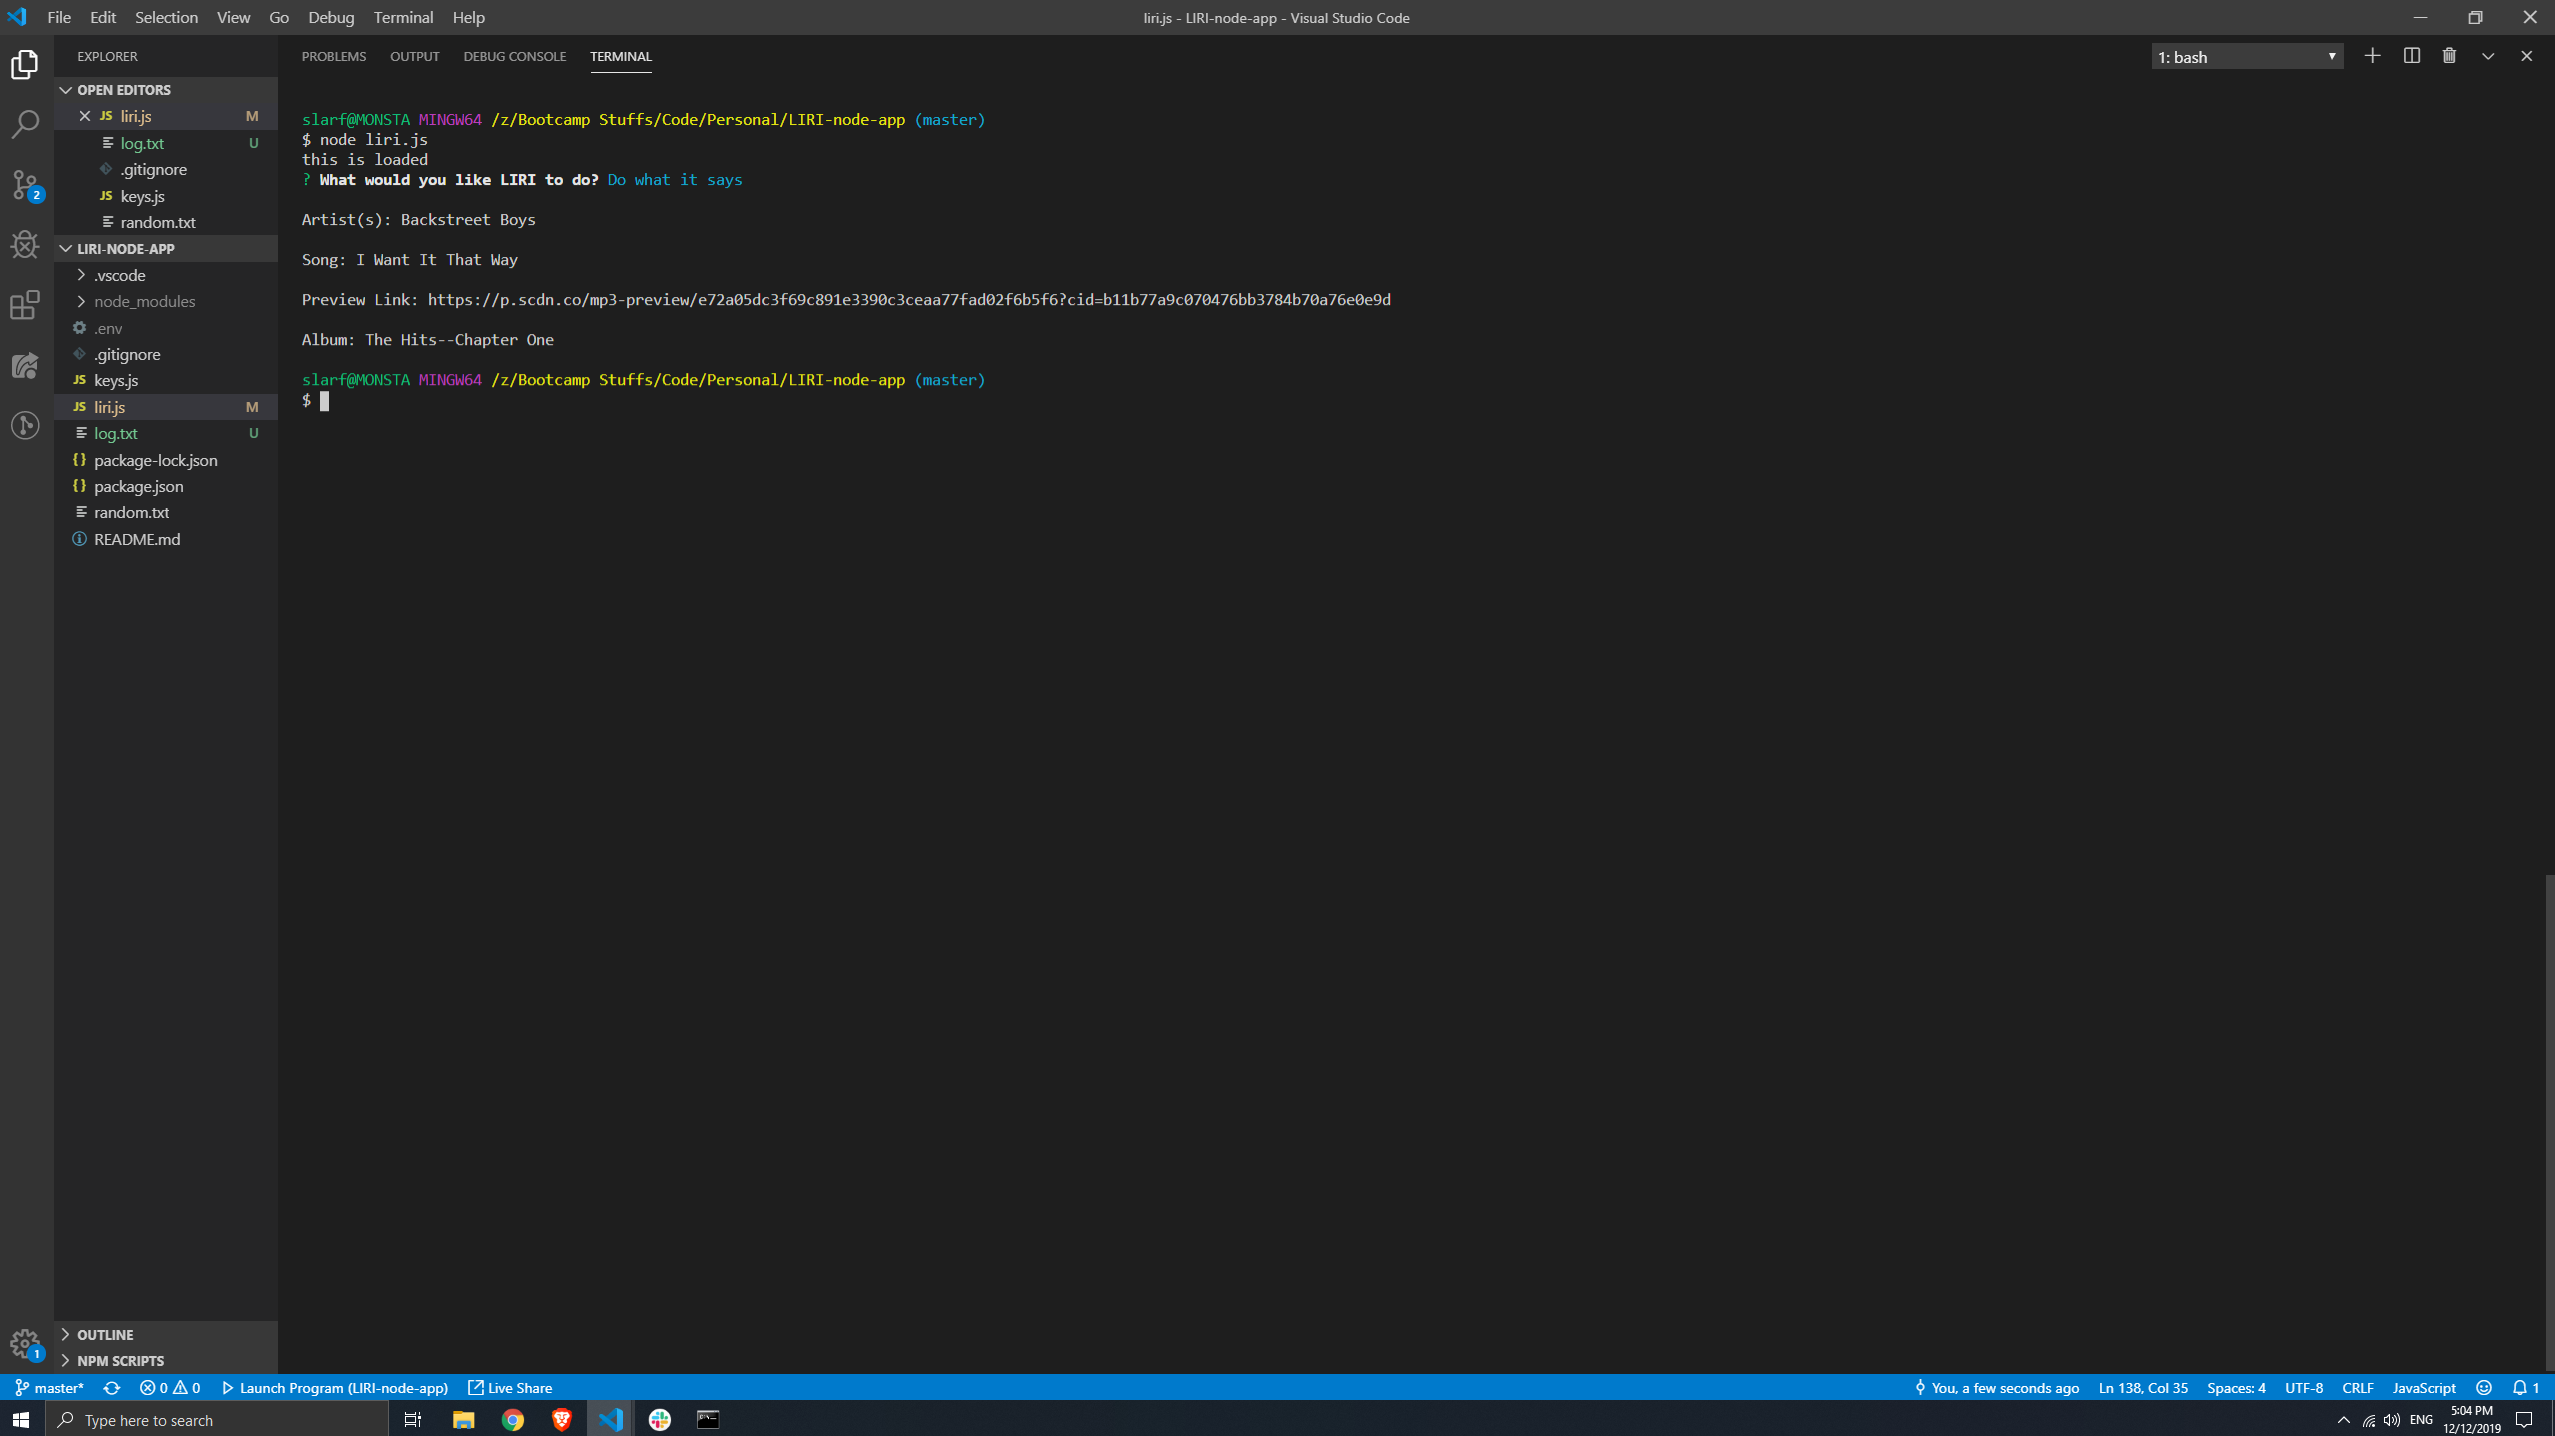 File Edit Selection View Go Debug Terminal Help
liri.js - LIRI-node-app - Visual Studio Code
EXPLORER
OPEN EDITORS
JS liri.js M
log.txt U
.gitignore
JS keys.js
random.txt
LIRI-NODE-APP
.vscode
node_modules
.env
.gitignore
JS keys.js
JS liri.js M
log.txt U
{} package-lock.json
{} package.json
random.txt
README.md
OUTLINE
NPM SCRIPTS
2
1
PROBLEMS OUTPUT DEBUG CONSOLE TERMINAL
1: bash
slarf@MONSTA MINGW64 /z/Bootcamp Stuffs/Code/Personal/LIRI-node-app (master)
$ node liri.js
this is loaded
? What would you like LIRI to do? Do what it says
Artist(s): Backstreet Boys
Song: I Want It That Way
Preview Link: https://p.scdn.co/mp3-preview/e72a05dc3f69c891e3390c3ceaa77fad02f6b5f6?cid=b11b77a9c070476bb3784b70a76e0e9d
Album: The Hits--Chapter One
slarf@MONSTA MINGW64 /z/Bootcamp Stuffs/Code/Personal/LIRI-node-app (master)
$
master* 0 0 Launch Program (LIRI-node-app) Live Share
You, a few seconds ago Ln 138, Col 35 Spaces: 4 UTF-8 CRLF JavaScript 1
Type here to search
ENG
5:04 PM
12/12/2019